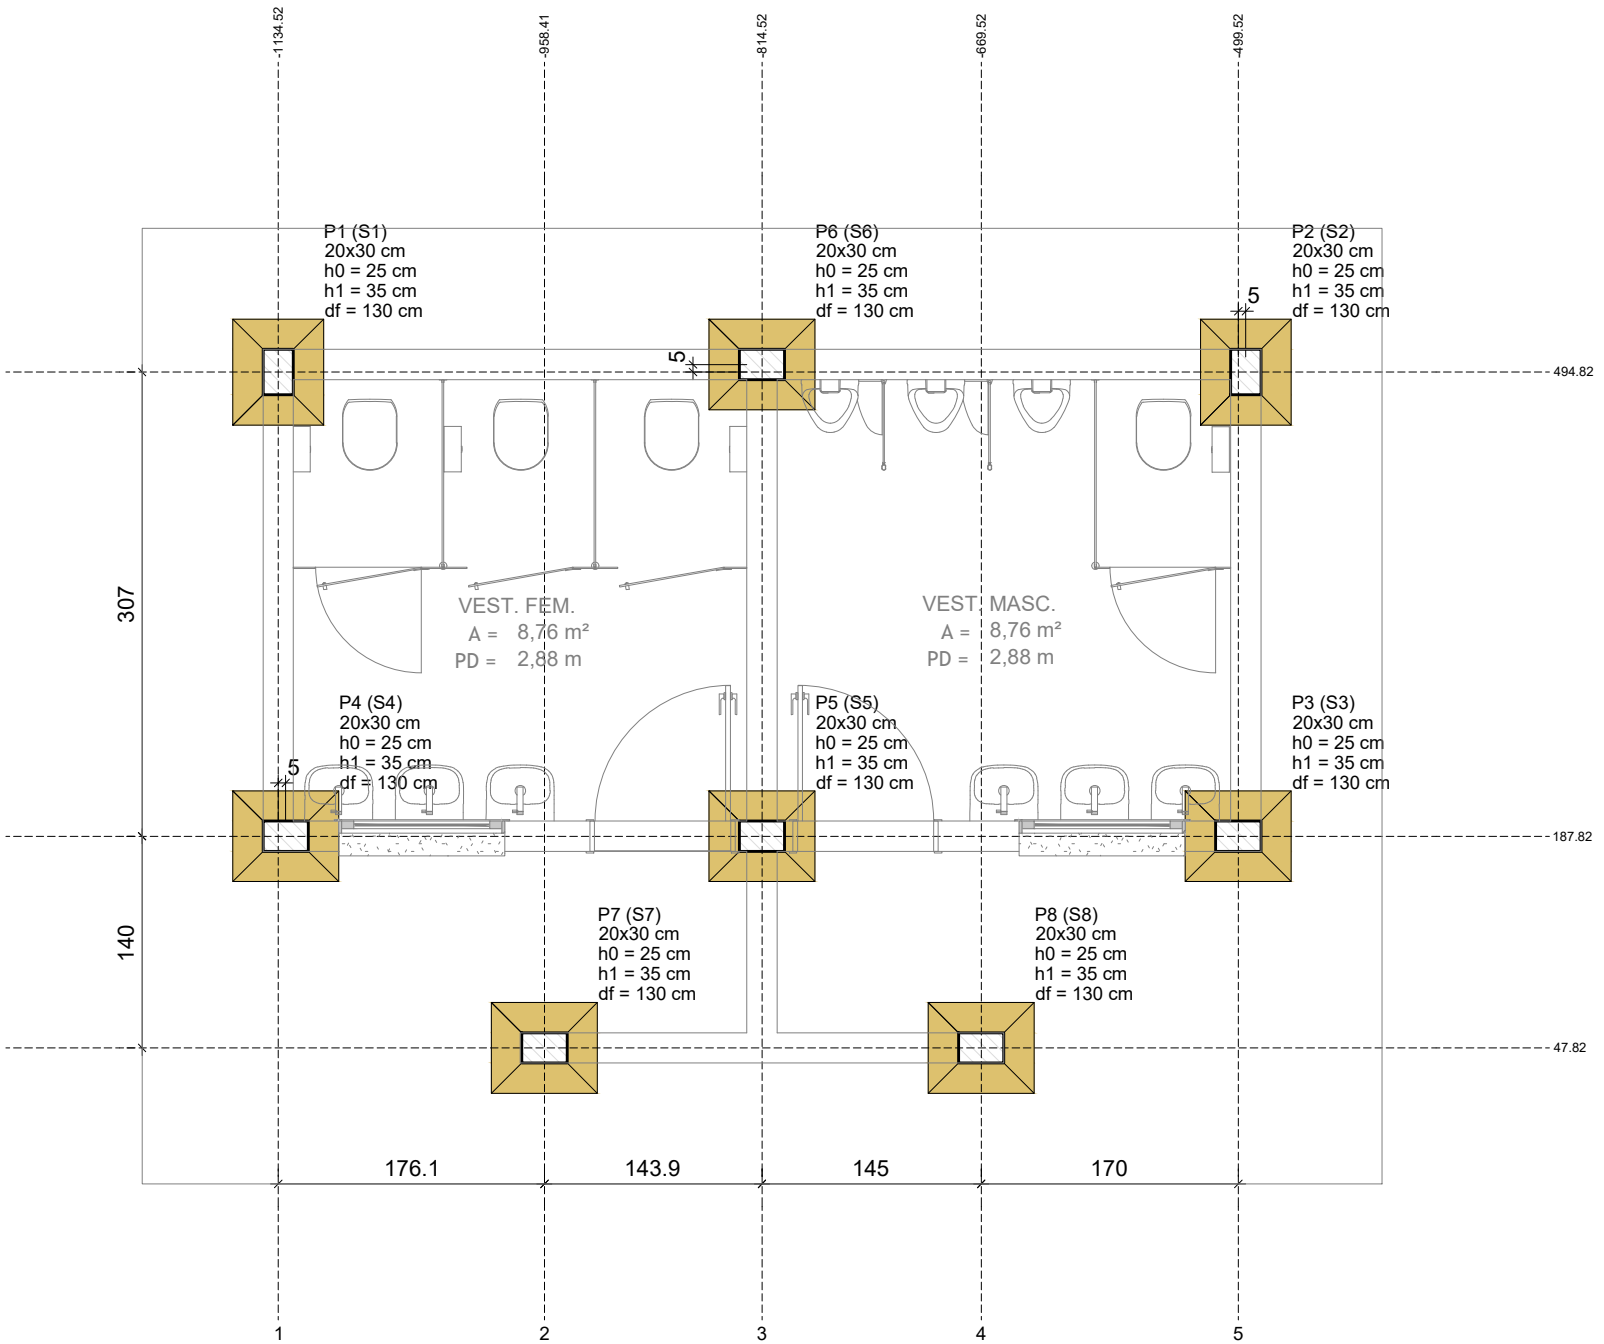 -1134.52
-958.41
-814.52
-669.52
-499.52
P1 (S1)
20x30 cm
h0 = 25 cm
h1 = 35 cm
df = 130 cm
P6 (S6)
20x30 cm
h0 = 25 cm
h1 = 35 cm
df = 130 cm
P2 (S2)
20x30 cm
h0 = 25 cm
h1 = 35 cm
df = 130 cm
5
5
494.82
307
VEST. FEM.
A = 8,76 m²
PD = 2,88 m
VEST. MASC.
A = 8,76 m²
PD = 2,88 m
P4 (S4)
20x30 cm
h0 = 25 cm
h1 = 35 cm
df = 130 cm
5
P5 (S5)
20x30 cm
h0 = 25 cm
h1 = 35 cm
df = 130 cm
P3 (S3)
20x30 cm
h0 = 25 cm
h1 = 35 cm
df = 130 cm
187.82
140
P7 (S7)
20x30 cm
h0 = 25 cm
h1 = 35 cm
df = 130 cm
P8 (S8)
20x30 cm
h0 = 25 cm
h1 = 35 cm
df = 130 cm
47.82
176.1
143.9
145
170
1
2
3
4
5